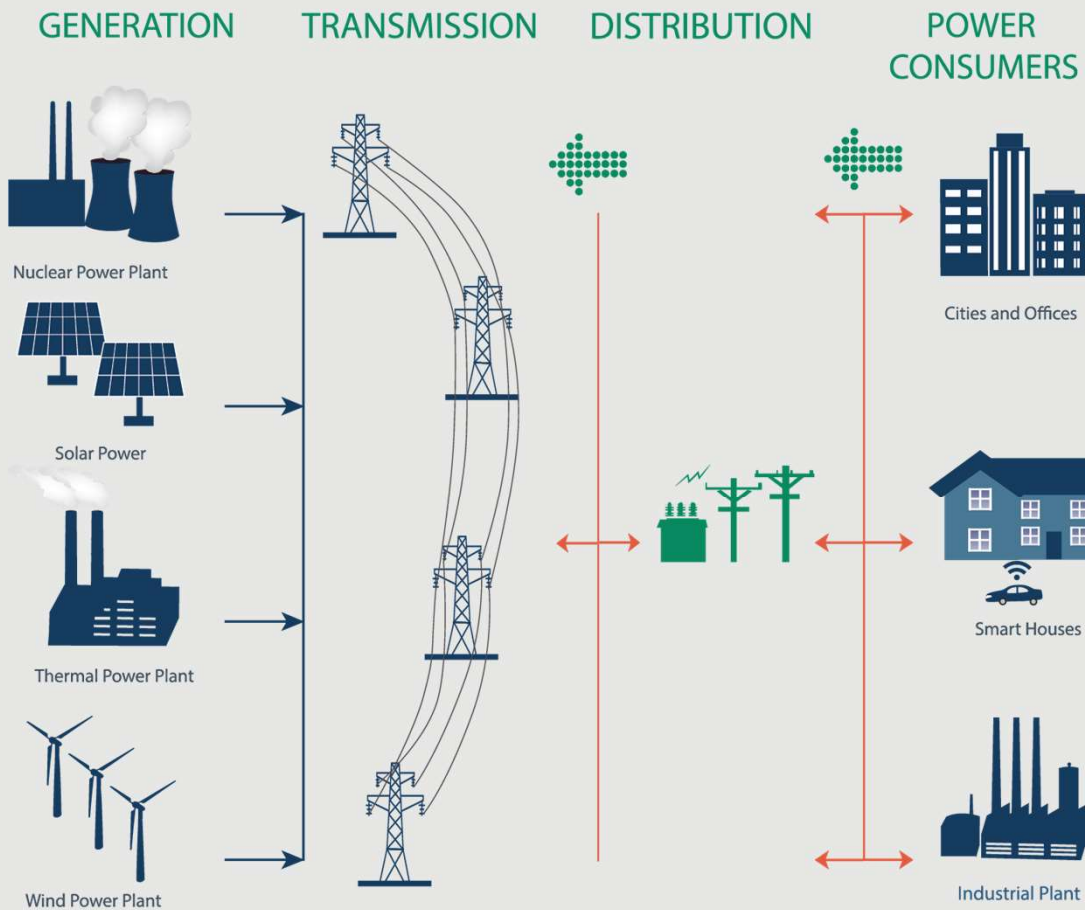 GENERATION
TRANSMISSION
DISTRIBUTION
POWER
CONSUMERS
Nuclear Power Plant
Cities and Offices
Solar Power
Smart Houses
Thermal Power Plant
Wind Power Plant
Industrial Plant